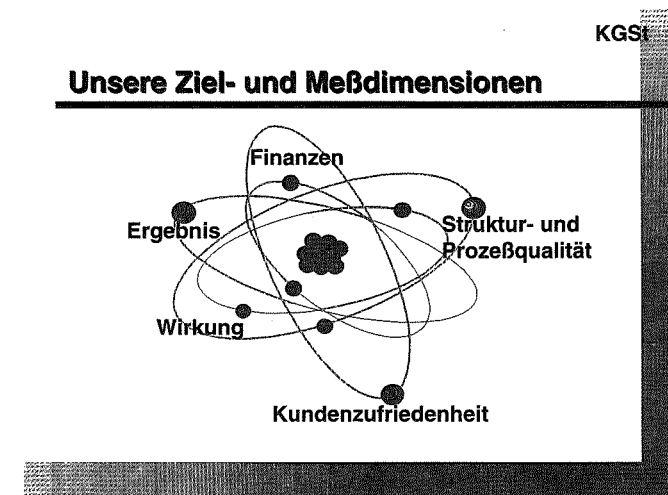 KGSt
Unsere Ziel- und Meßdimensionen
Finanzen
Ergebnis
Struktur- und
Prozeßqualität
Wirkung
Kundenzufriedenheit